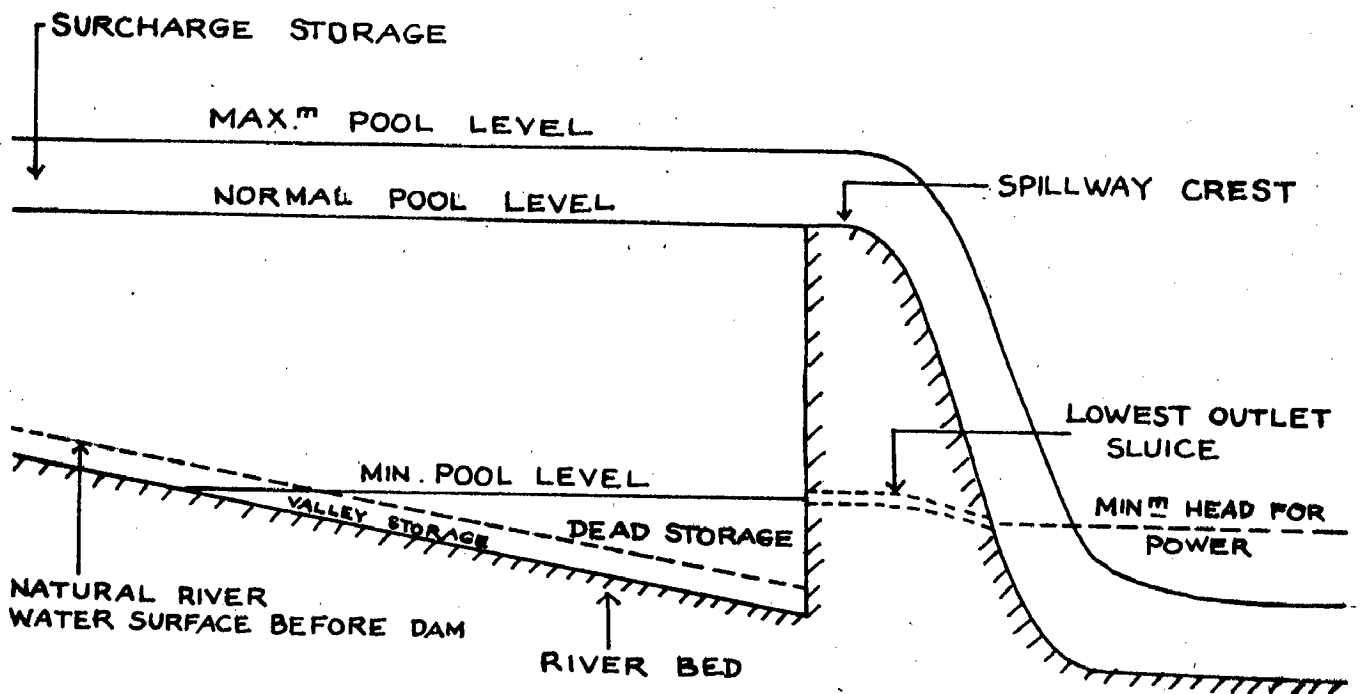 SURCHARGE STORAGE
MAX.m POOL LEVEL
NORMAL POOL LEVEL
SPILLWAY CREST
LOWEST OUTLET
SLUICE
MIN. POOL LEVEL
VALLEY STORAGE
DEAD STORAGE
MINm HEAD FOR
POWER
NATURAL RIVER
WATER SURFACE BEFORE DAM
RIVER BED